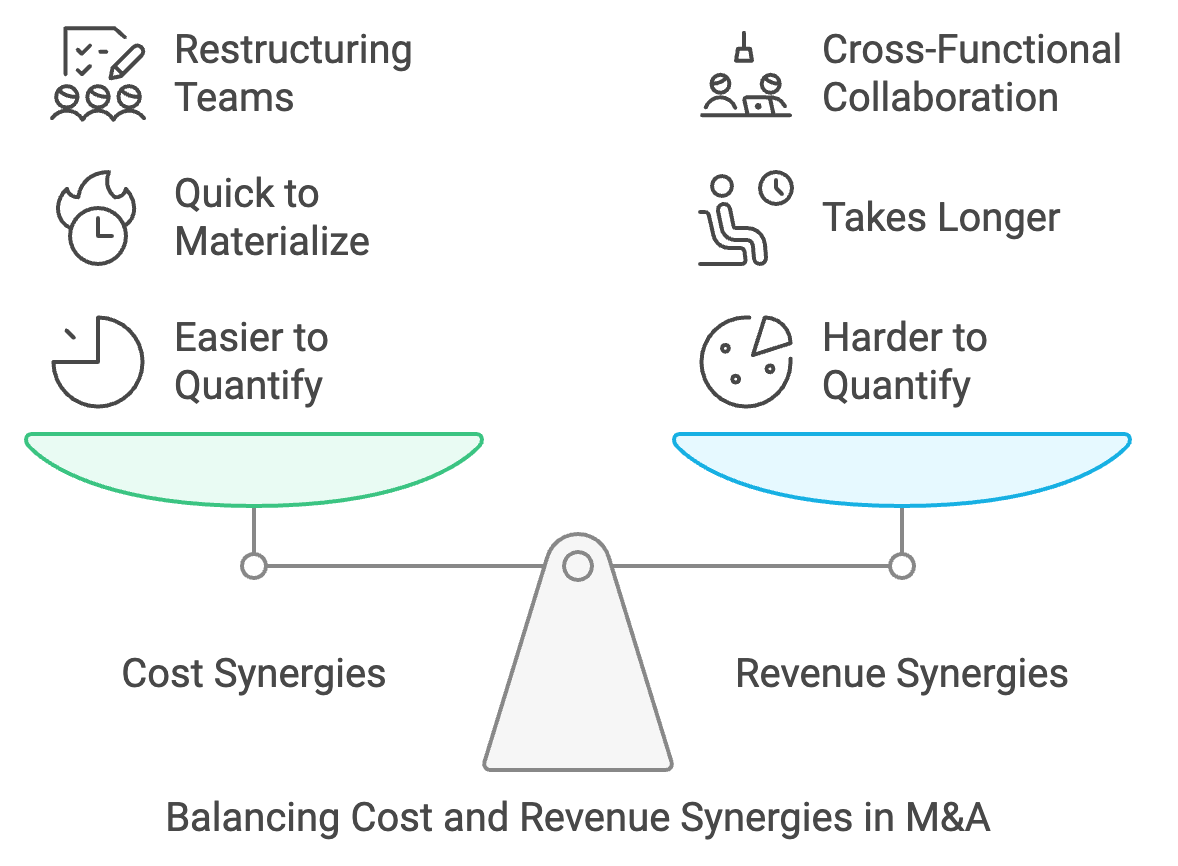 Restructuring
Teams
Quick to
Materialize
Easier to
Quantify
Cross-Functional
Collaboration
Takes Longer
Harder to
Quantify
Cost Synergies
Revenue Synergies
Balancing Cost and Revenue Synergies in M&A